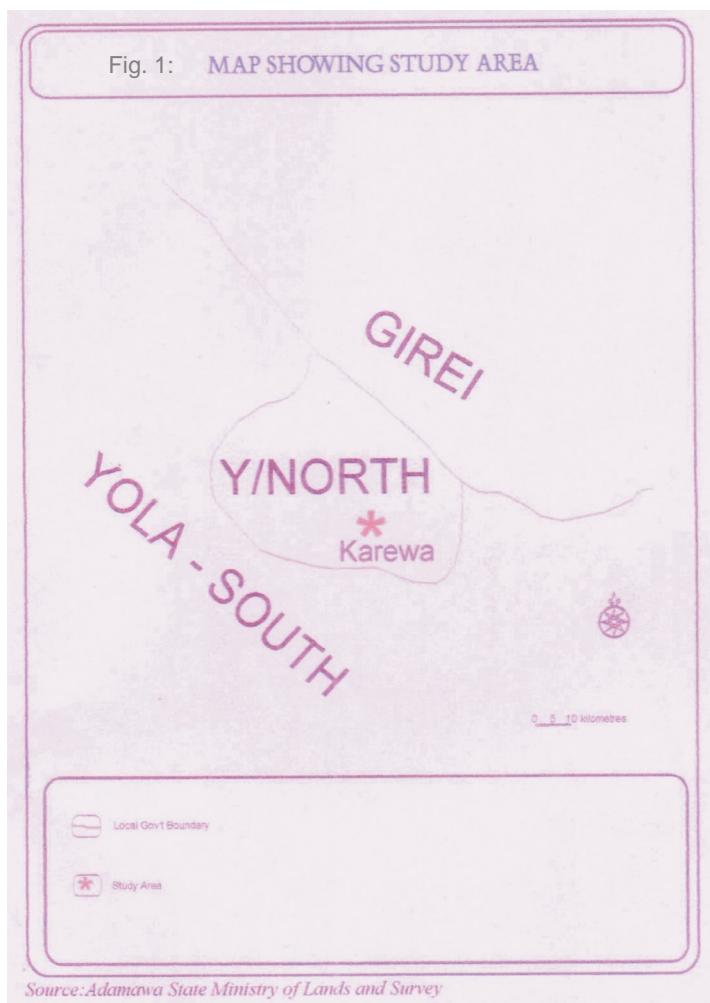 Fig. 1: MAP SHOWING STUDY AREA
GIREI
Y/NORTH
Karewa
YOLA - SOUTH
0 5 10 kilometres
Local Gov't Boundary
Study Area
Source:Adamawa State Ministry of Lands and Survey